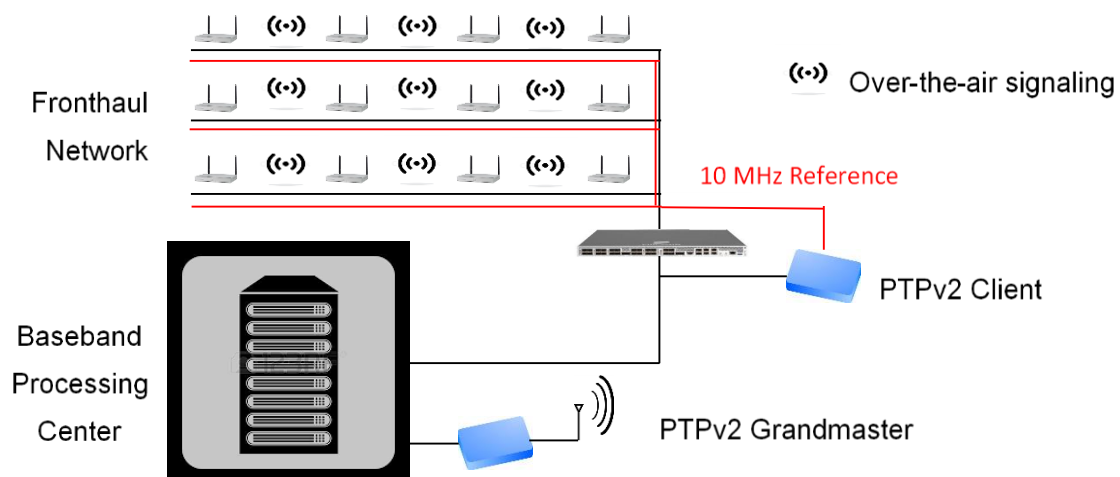 Over-the-air signaling
Fronthaul
Network
10 MHz Reference
PTPv2 Client
Baseband
Processing
Center
PTPv2 Grandmaster